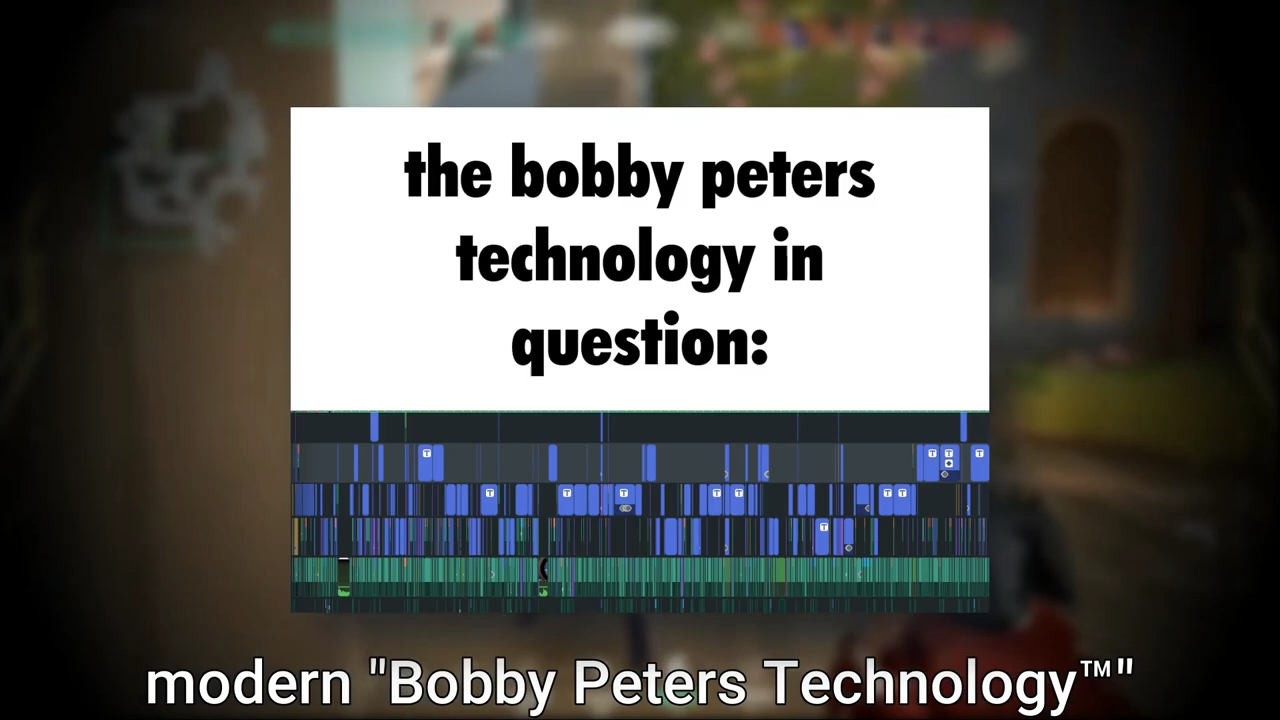 the bobby peters
technology in
question:
T
T T T
T T T T T T T
T
modern "Bobby Peters Technology™"